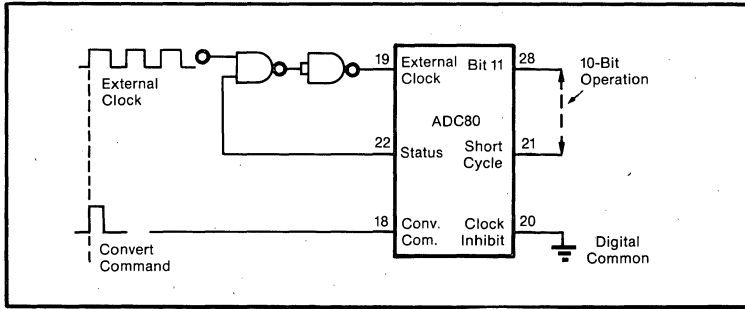 External
Clock
19
External
Clock
Bit 11
28
10-Bit
Operation
ADC80
22
Status
Short
Cycle
21
Convert
Command
18
Conv.
Com.
Clock
Inhibit
20
Digital
Common